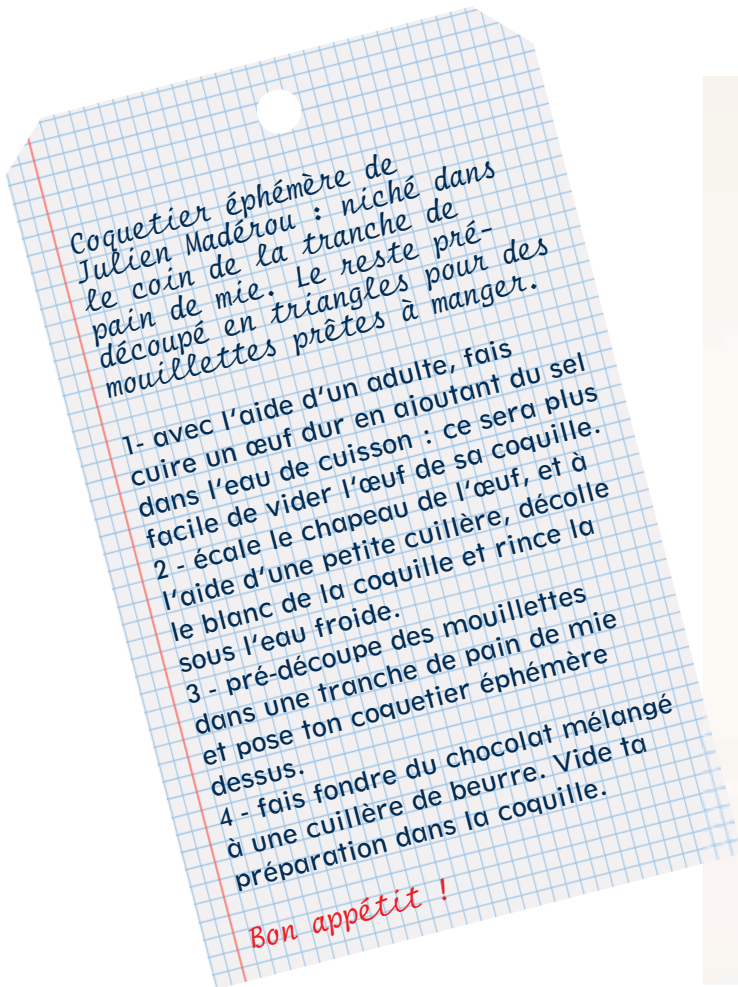 Coquetier éphémère de
Julien Madérou : niché dans
le coin de la tranche de
pain de mie. Le reste pré-
découpé en triangles pour des
mouillettes prêtes à manger.
1- avec l'aide d'un adulte, fais
cuire un œuf dur en ajoutant du sel
dans l'eau de cuisson : ce sera plus
facile de vider l'œuf de sa coquille.
2 - écale le chapeau de l'œuf, et à
l'aide d'une petite cuillère, décolle
le blanc de la coquille et rince la
sous l'eau froide.
3 - pré-découpe des mouillettes
dans une tranche de pain de mie
et pose ton coquetier éphémère
dessus.
4 - fais fondre du chocolat mélangé
à une cuillère de beurre. Vide ta
préparation dans la coquille.
Bon appétit !